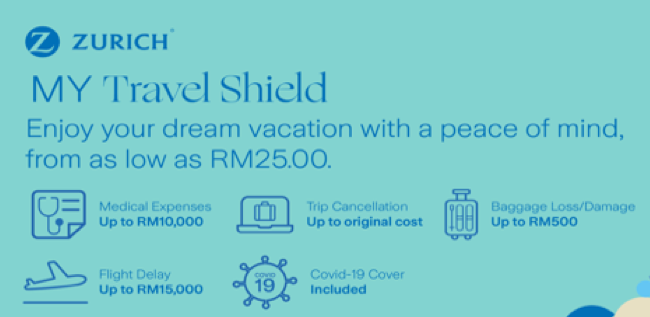 ZURICH®
MY Travel Shield
Enjoy your dream vacation with a peace of mind,
from as low as RM25.00.
Medical Expenses
Up to RM10,000
Trip Cancellation
Up to original cost
Baggage Loss/Damage
Up to RM500
Flight Delay
Up to RM15,000
COVID
19
Covid-19 Cover
Included